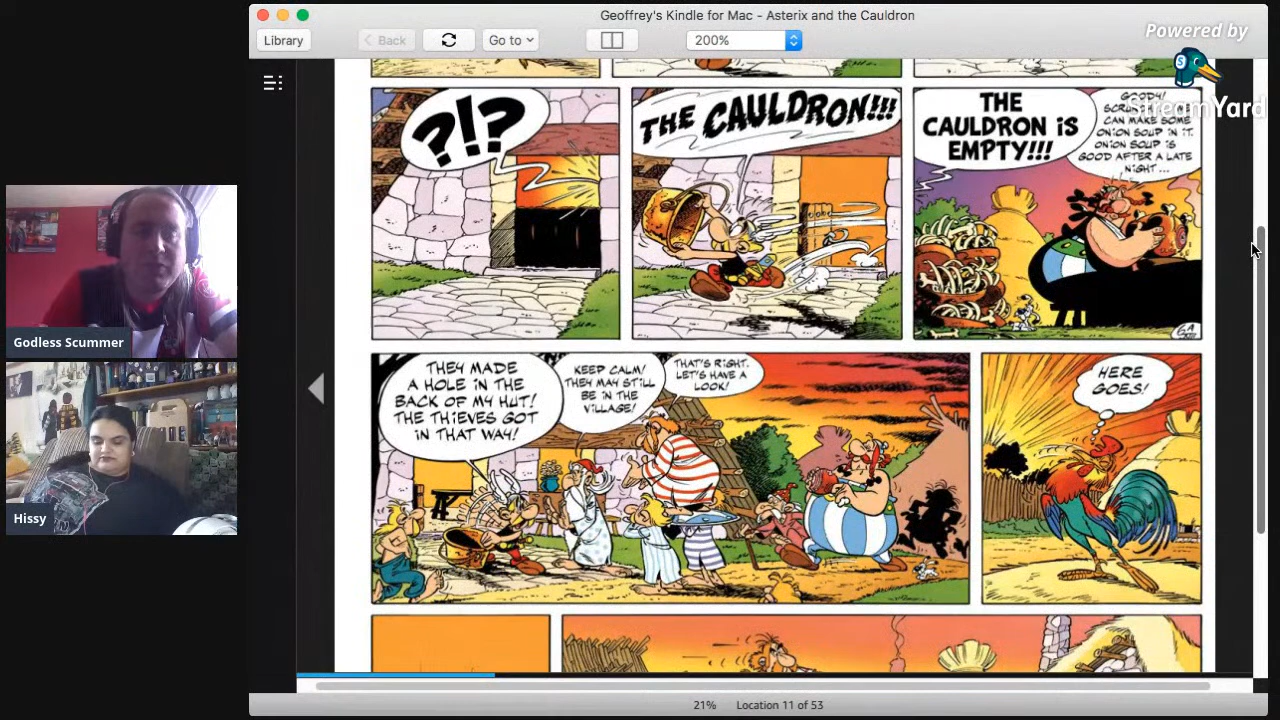 Geoffrey's Kindle for Mac - Asterix and the Cauldron
Library
Back
Go to
200%
Powered by
StreamYard
S
?!?
THE CAULDRON!!!
THE
CAULDRON IS
EMPTY!!!
GOODY!
CAN MAKE SOME
ONION SOUP IN IT.
ONION SOUP IS
GOOD AFTER A LATE
NIGHT...
THEY MADE
A HOLE IN THE
BACK OF MY HUT!
THE THIEVES GOT
IN THAT WAY!
KEEP CALM!
THEY MAY STILL
BE IN THE
VILLAGE!
THAT'S RIGHT.
LET'S HAVE A
LOOK!
HERE
GOES!
Godless Scummer
Hissy
21%
Location 11 of 53